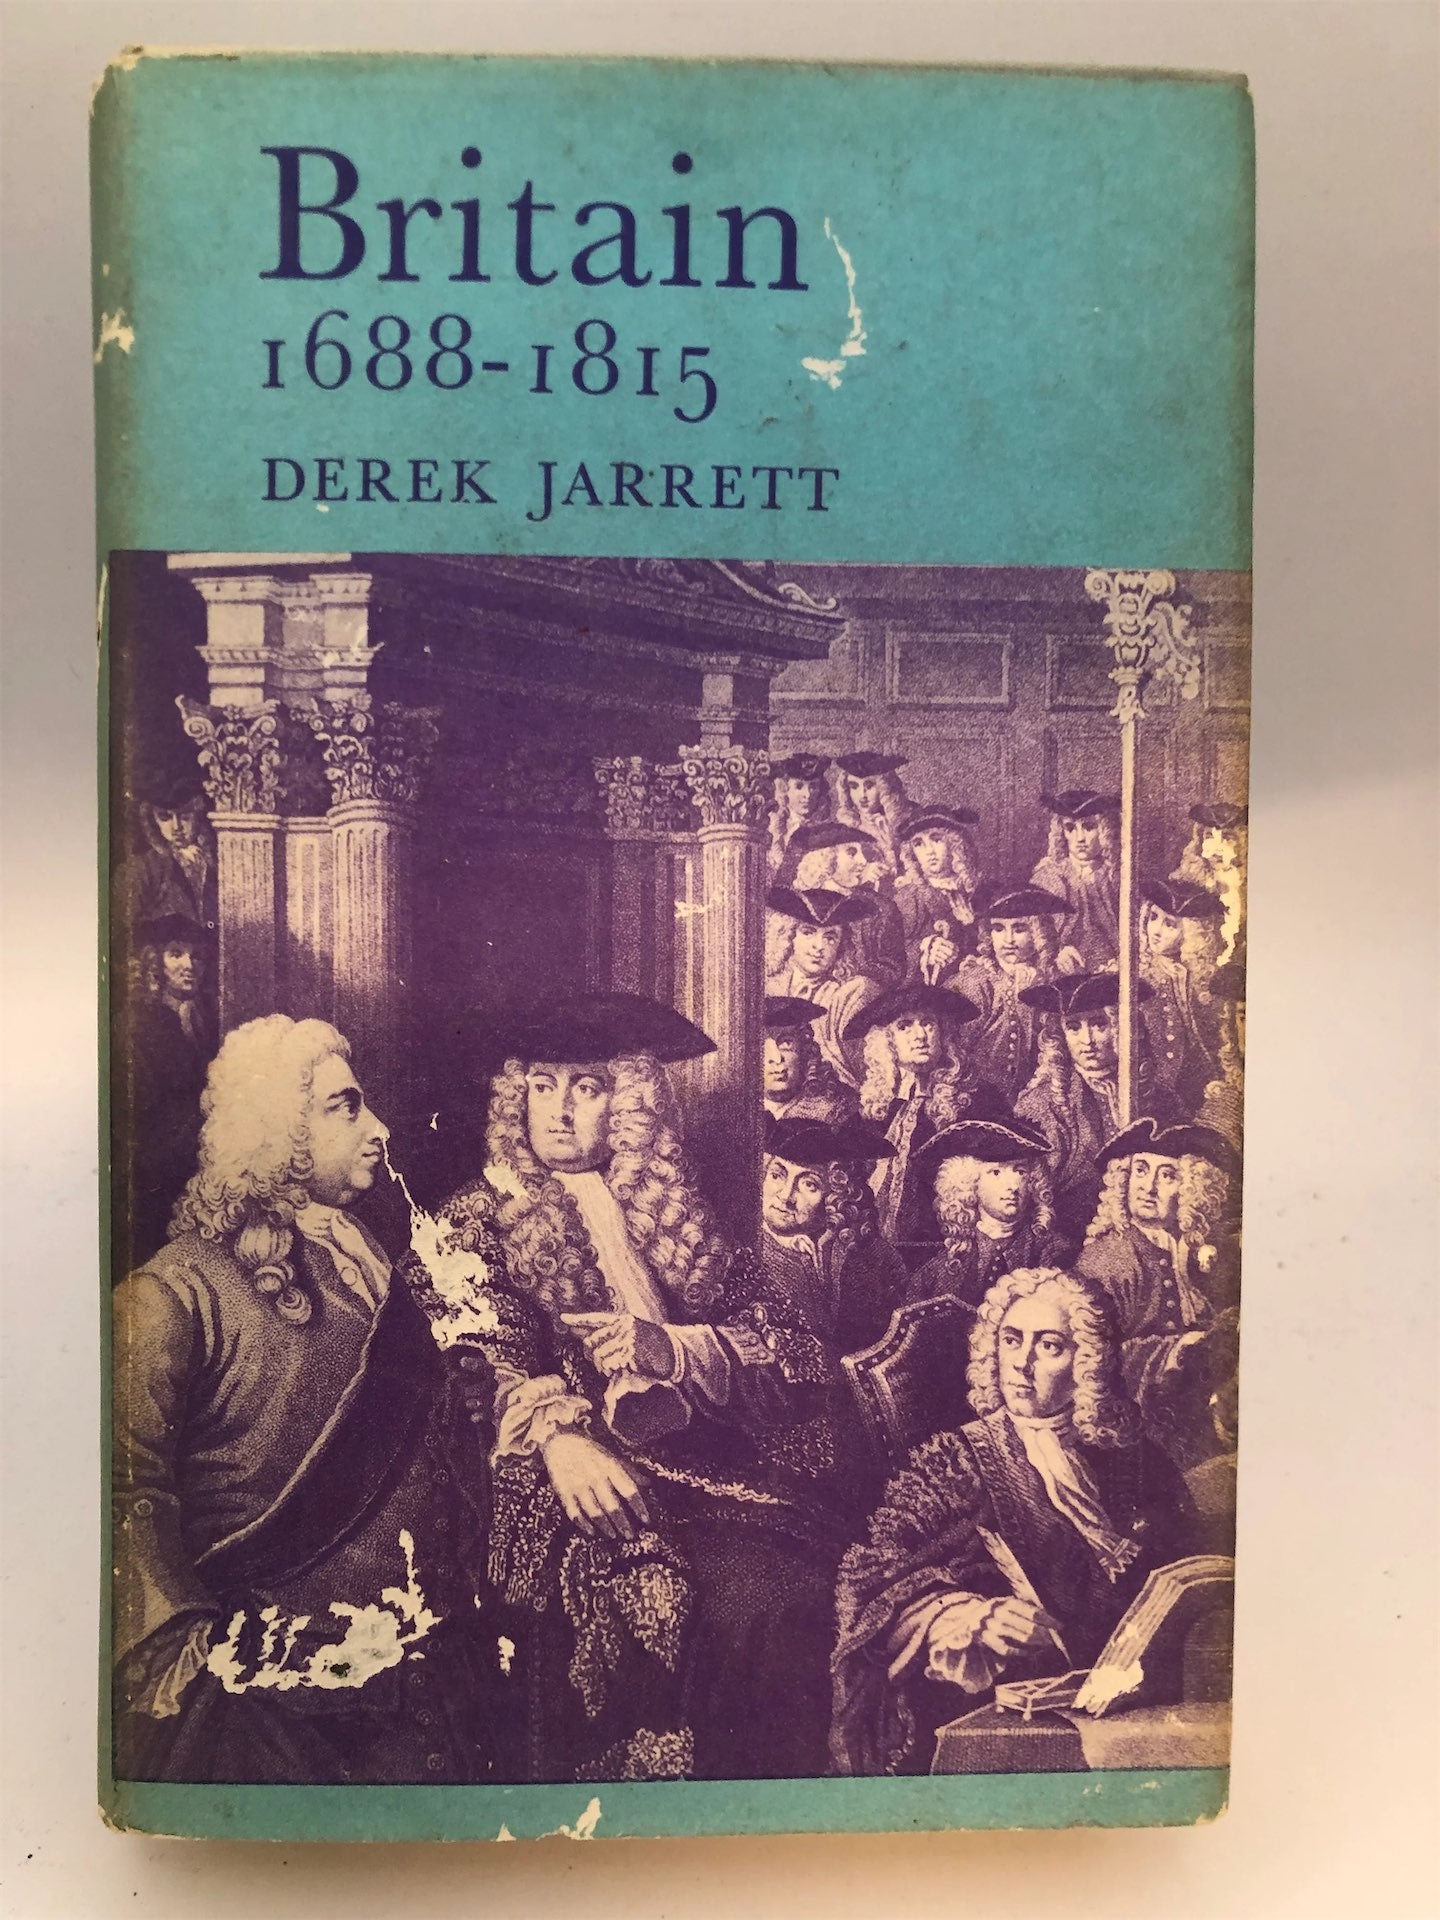 Britain
1688-1815
DEREK JARRETT